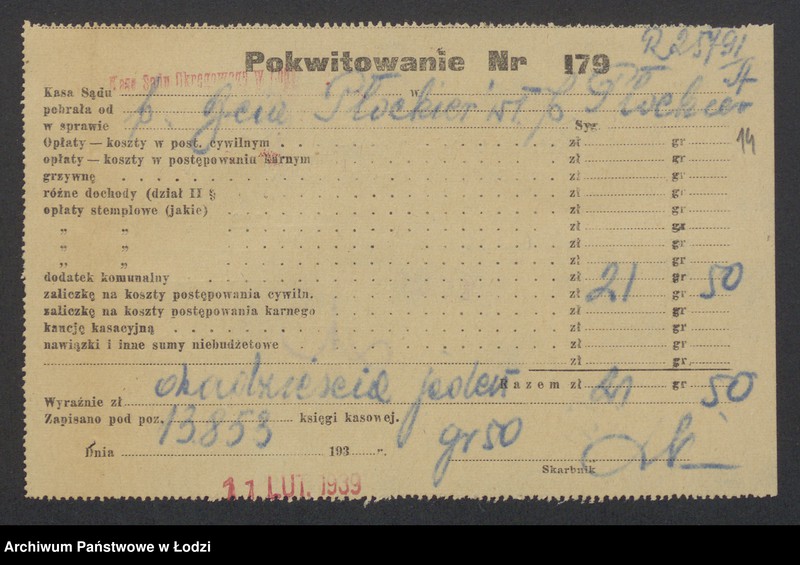 Pokwitowanie Nr 179
R 2579/31
Kasa Sądu Okręgowego w Łodzi
Kasa Sądu w
pobrała od p. Płockier
w sprawie Syg.
14
Opłaty — koszty w post. cywilnym zł gr
opłaty — koszty w postępowaniu karnym zł gr
grzywnę zł gr
różne dochody (dział II § zł gr
opłaty stemplowe (jakie) zł gr
„ „ zł gr
„ „ zł gr
„ „ zł gr
dodatek komunalny zł gr
zaliczkę na koszty postępowania cywiln. zł 21 gr 50
zaliczkę na koszty postępowania karnego zł gr
kaucję kasacyjną zł gr
nawiązki i inne sumy niebudżetowe zł gr
zł gr
Razem zł 21 gr 50
Wyraźnie zł dwadzieścia jeden
gr 50
Zapisano pod poz. 13853 księgi kasowej.
Dnia 193 r.
11 LUT. 1939
Skarbnik
Archiwum Państwowe w Łodzi